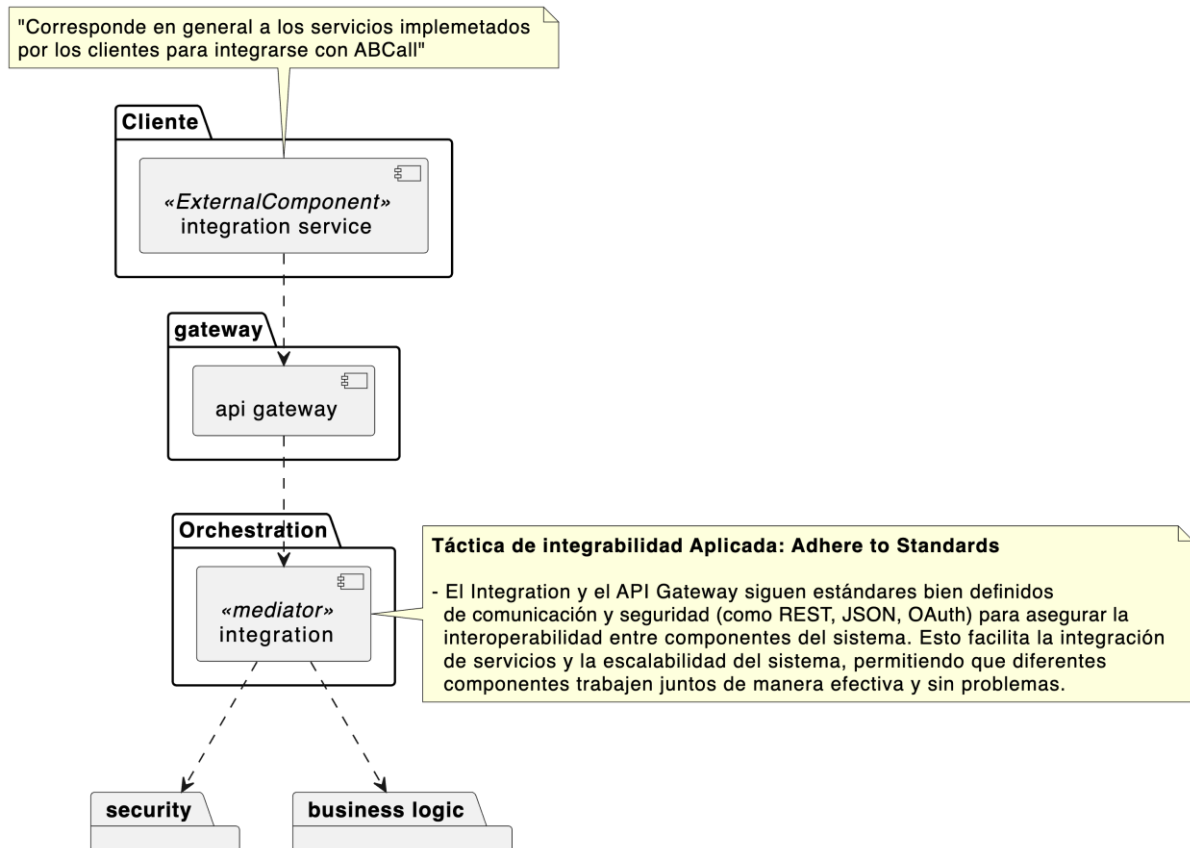 "Corresponde en general a los servicios implemetados
por los clientes para integrarse con ABCall"
Cliente
«ExternalComponent»
integration service
gateway
api gateway
Orchestration
«mediator»
integration
Táctica de integrabilidad Aplicada: Adhere to Standards
- El Integration y el API Gateway siguen estándares bien definidos
de comunicación y seguridad (como REST, JSON, OAuth) para asegurar la
interoperabilidad entre componentes del sistema. Esto facilita la integración
de servicios y la escalabilidad del sistema, permitiendo que diferentes
componentes trabajen juntos de manera efectiva y sin problemas.
security
business logic